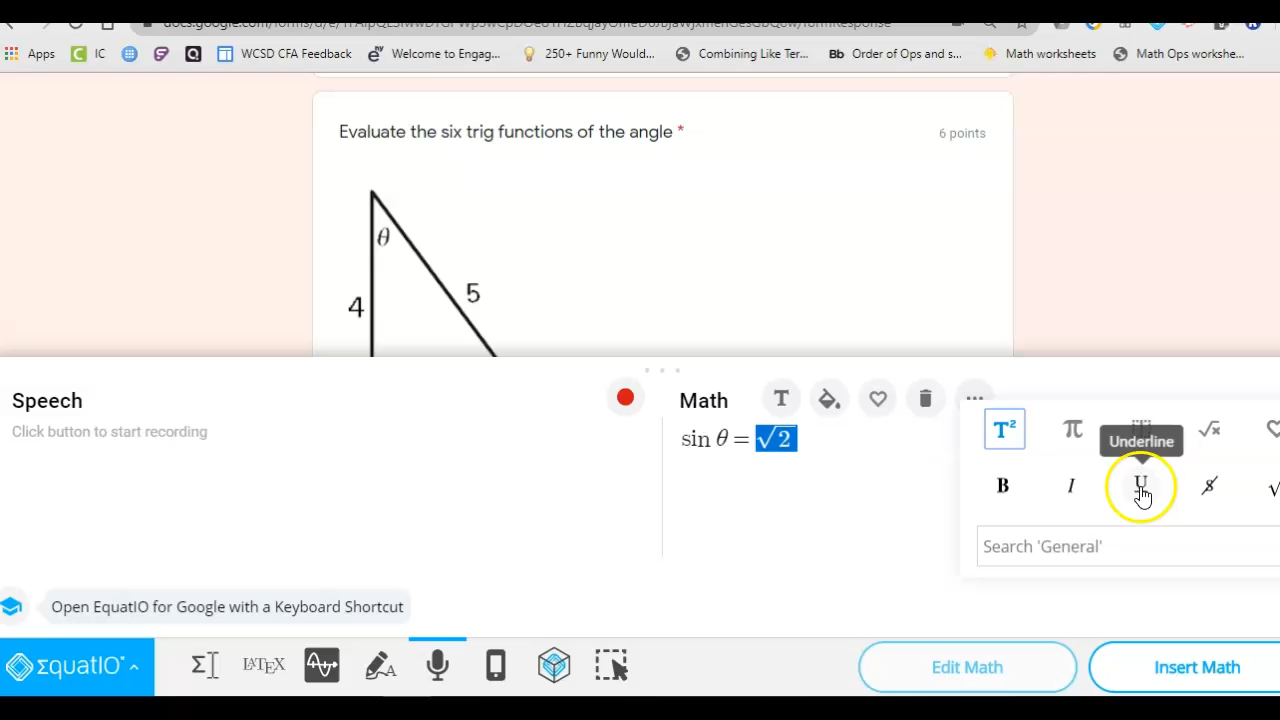 Apps IC WCSD CFA Feedback Welcome to Engag... 250+ Funny Would... Combining Like Ter... Bb Order of Ops and s... Math worksheets Math Ops workshe...
Evaluate the six trig functions of the angle * 6 points
θ
4 5
Speech
Click button to start recording
Math T ...
sin θ = √2
T² π √x
Underline
B I U S √
Search 'General'
Open EquatIO for Google with a Keyboard Shortcut
ΣquatIO™ Σ LATEX A Edit Math Insert Math